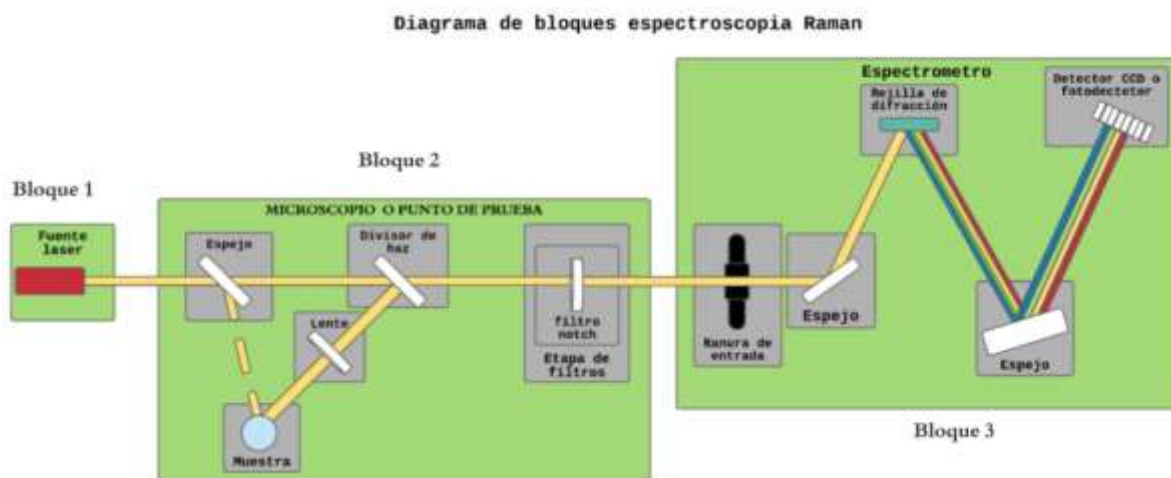 Diagrama de bloques espectroscopia Raman
Bloque 1
Fuente
laser
Bloque 2
MICROSCOPIO O PUNTO DE PRUEBA
Espejo
Divisor de
haz
Lente
Muestra
filtro
notch
Etapa de
filtros
Espectrometro
Rejilla de
difracción
Detector CCD o
fotodectetor
Ranura de
entrada
Espejo
Espejo
Bloque 3